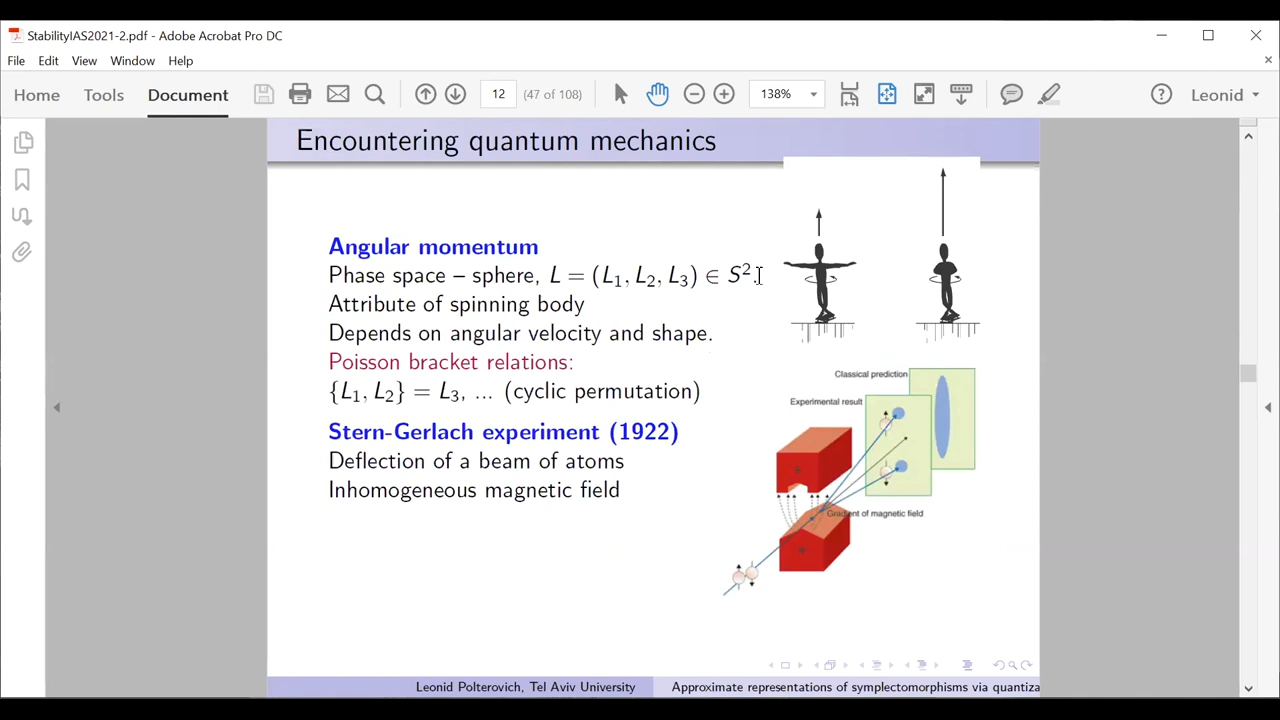 StabilityIAS2021-2.pdf - Adobe Acrobat Pro DC
File Edit View Window Help
Home Tools Document 12 (47 of 108) 138% Leonid
Encountering quantum mechanics
Angular momentum
Phase space – sphere, L = (L₁, L₂, L₃) ∈ S².
Attribute of spinning body
Depends on angular velocity and shape.
Poisson bracket relations:
{L₁, L₂} = L₃, ... (cyclic permutation)
Stern-Gerlach experiment (1922)
Deflection of a beam of atoms
Inhomogeneous magnetic field
Classical prediction
Experimental result
Gradient of magnetic field
Leonid Polterovich, Tel Aviv University
Approximate representations of symplectomorphisms via quantiza